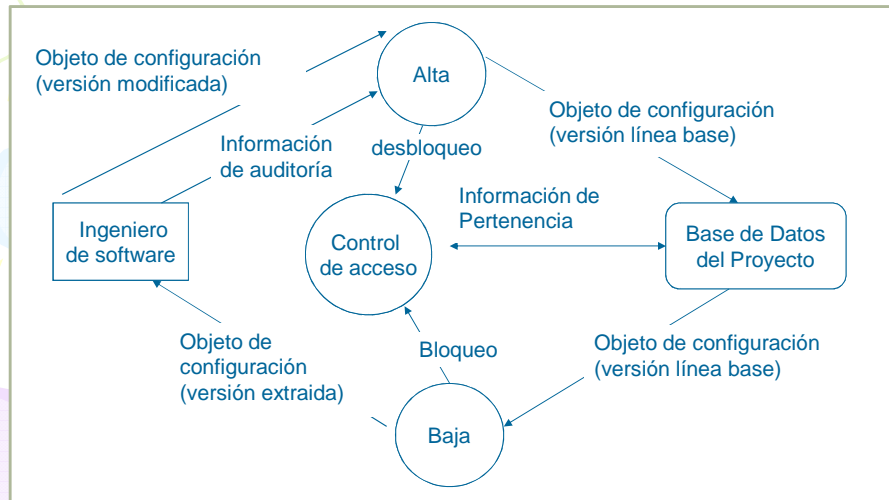 Objeto de configuración
(versión modificada)
Alta
Objeto de configuración
(versión línea base)
Información
de auditoría
desbloqueo
Información de
Pertenencia
Ingeniero
de software
Control
de acceso
Base de Datos
del Proyecto
Objeto de
configuración
(versión extraida)
Bloqueo
Objeto de configuración
(versión línea base)
Baja